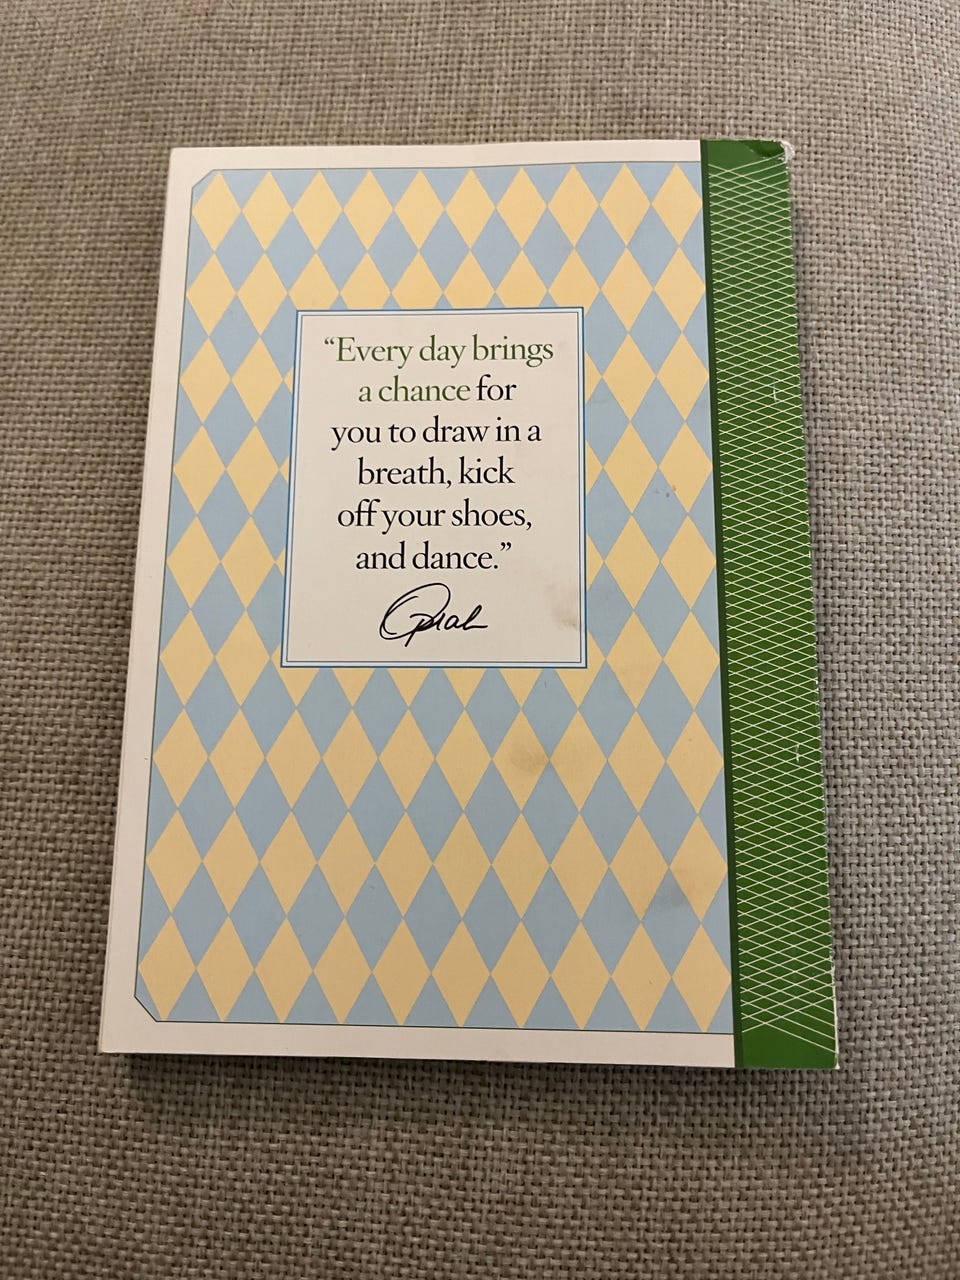 “Every day brings
a chance for
you to draw in a
breath, kick
off your shoes,
and dance.”
Oprah